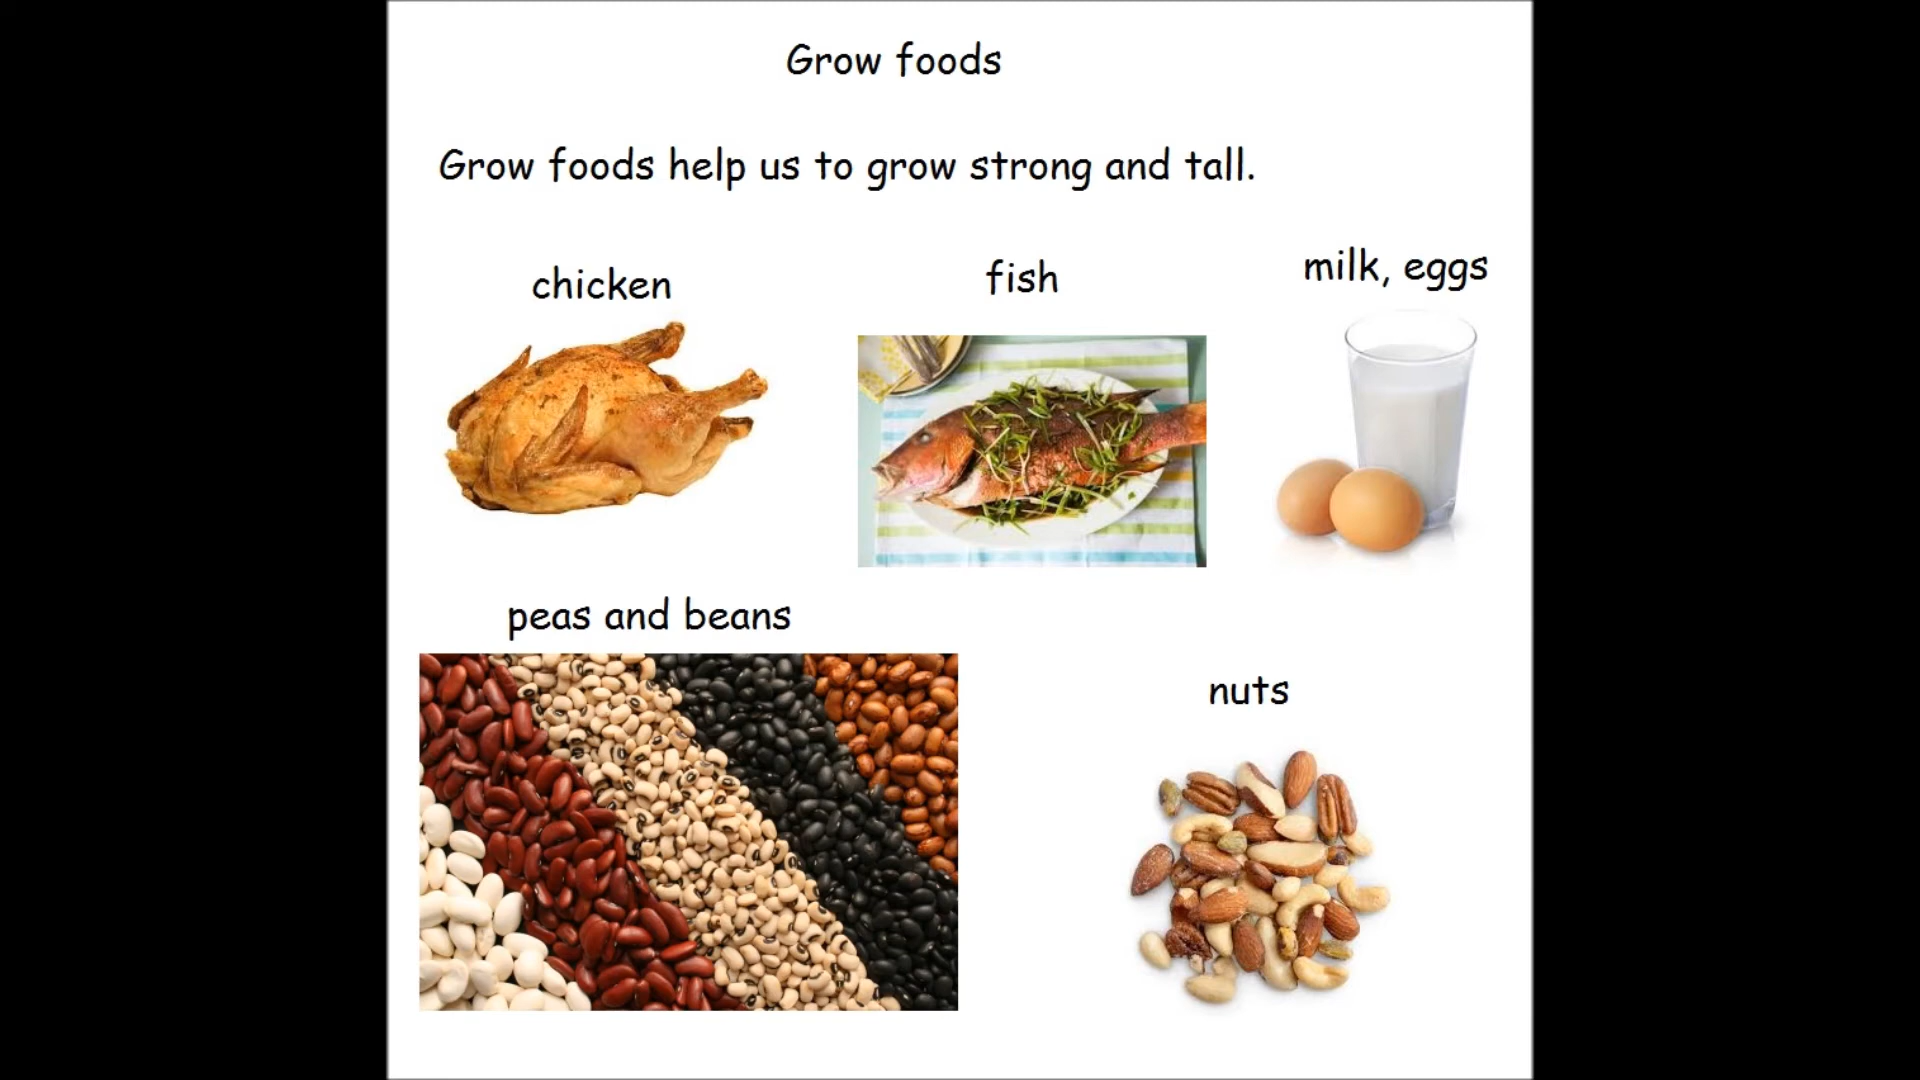 Grow foods
Grow foods help us to grow strong and tall.
chicken
fish
milk, eggs
peas and beans
nuts